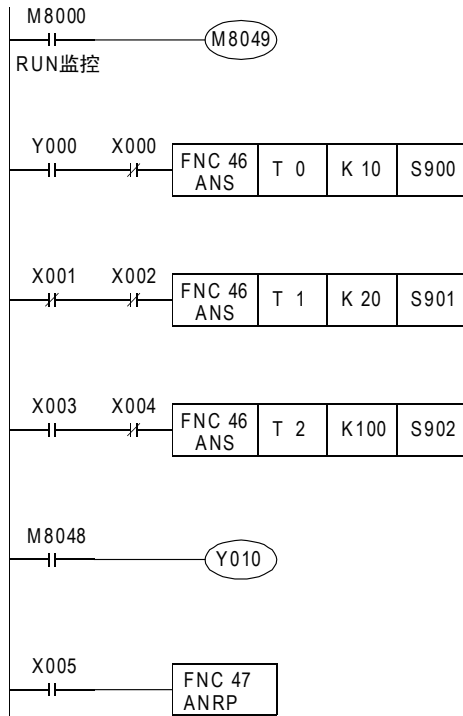 M8000
M8049
RUN监控
Y000 X000
FNC 46 ANS T 0 K 10 S900
X001 X002
FNC 46 ANS T 1 K 20 S901
X003 X004
FNC 46 ANS T 2 K100 S902
M8048
Y010
X005
FNC 47
ANRP